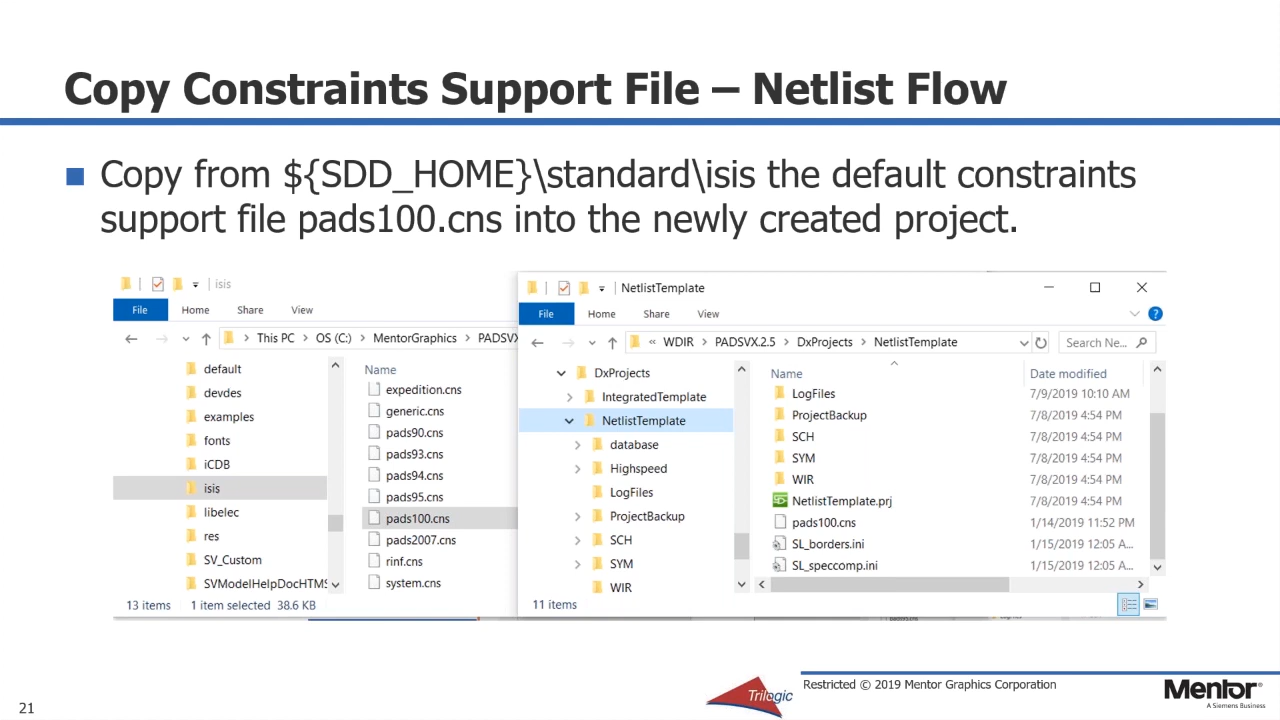 Copy Constraints Support File – Netlist Flow
Copy from ${SDD_HOME}\standard\isis the default constraints
support file pads100.cns into the newly created project.
isis
File Home Share View
This PC > OS (C:) > MentorGraphics > PADSVX
default
devdes
examples
fonts
iCDB
isis
libelec
res
SV_Custom
SVModelHelpDocHTMS
Name
expedition.cns
generic.cns
pads90.cns
pads93.cns
pads94.cns
pads95.cns
pads100.cns
pads2007.cns
rinf.cns
system.cns
13 items 1 item selected 38.6 KB
NetlistTemplate
File Home Share View
?
« WDIR > PADSVX.2.5 > DxProjects > NetlistTemplate
Search Ne...
DxProjects
IntegratedTemplate
NetlistTemplate
database
Highspeed
LogFiles
ProjectBackup
SCH
SYM
WIR
Name Date modified
LogFiles 7/9/2019 10:10 AM
ProjectBackup 7/8/2019 4:54 PM
SCH 7/8/2019 4:54 PM
SYM 7/8/2019 4:54 PM
WIR 7/8/2019 4:54 PM
NetlistTemplate.prj 7/8/2019 4:54 PM
pads100.cns 1/14/2019 11:52 PM
SL_borders.ini 1/15/2019 12:05 A...
SL_speccomp.ini 1/15/2019 12:05 A...
11 items
21
Trilogic
Restricted © 2019 Mentor Graphics Corporation
Mentor®
A Siemens Business